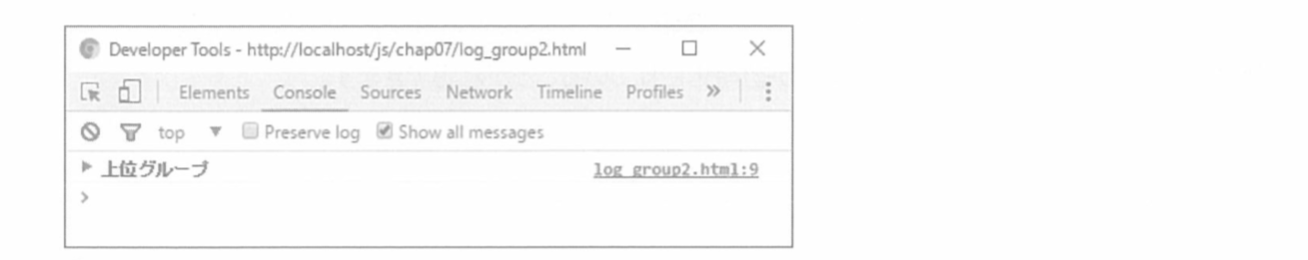 Developer Tools - http://localhost/js/chap07/log_group2.html
Elements Console Sources Network Timeline Profiles »
top Preserve log Show all messages
上位グループ log_group2.html:9
>